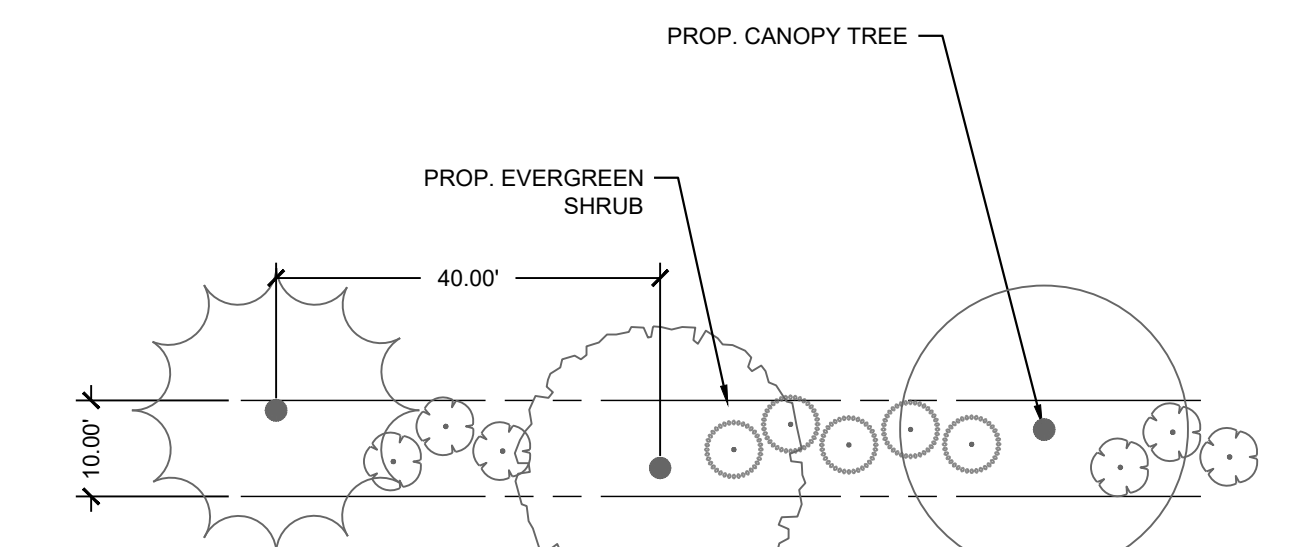 PROP. CANOPY TREE
PROP. EVERGREEN
SHRUB
40.00'
10.00'